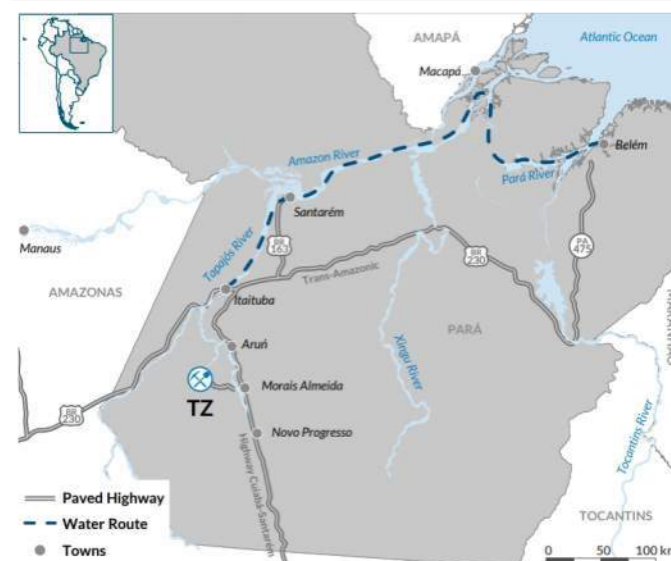 AMAPÁ
Atlantic Ocean
Macapá
Amazon River
Belém
Pará River
Santarém
Manaus
Tapajós River
BR
163
BR
230
PA
475
Trans-Amazonic
Itaituba
AMAZONAS
PARÁ
Aruń
Xingu River
Morais Almeida
TZ
BR
230
Novo Progresso
Highway Cuiabá-Santarém
Tocantins River
Paved Highway
Water Route
Towns
TOCANTINS
0 50 100 km